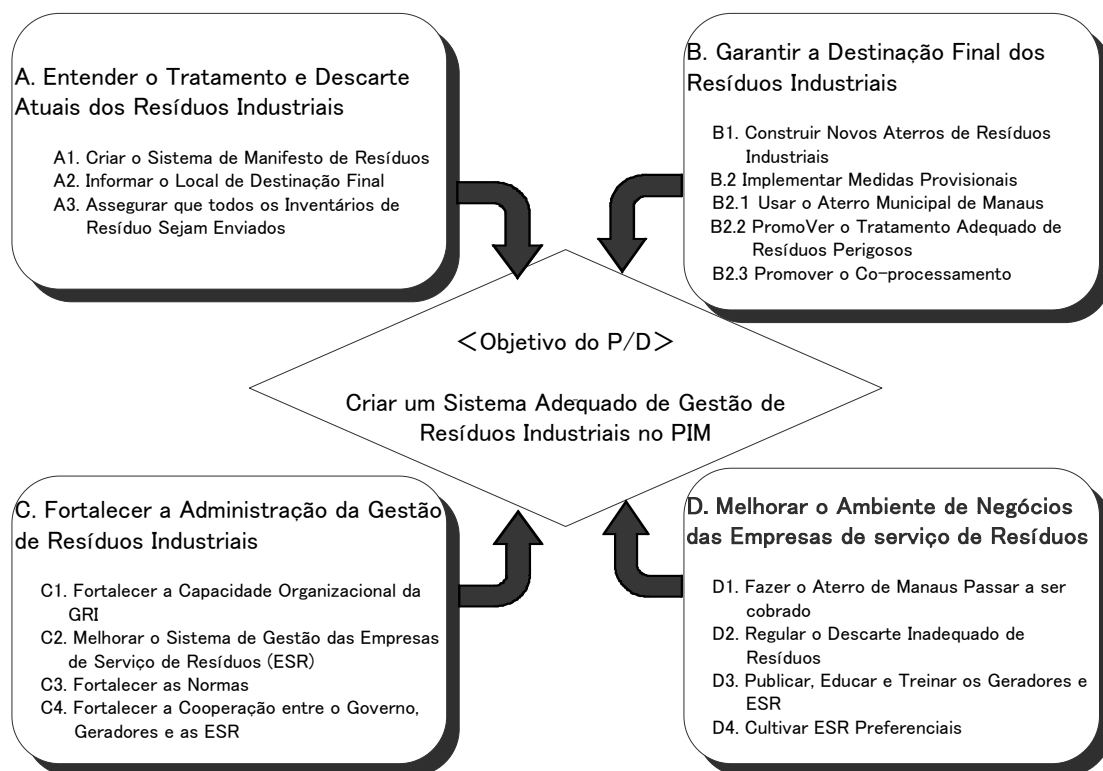 A. Entender o Tratamento e Descarte
Atuais dos Resíduos Industriais
A1. Criar o Sistema de Manifesto de Resíduos
A2. Informar o Local de Destinação Final
A3. Assegurar que todos os Inventários de
Resíduo Sejam Enviados
B. Garantir a Destinação Final dos
Resíduos Industriais
B1. Construir Novos Aterros de Resíduos
Industriais
B.2 Implementar Medidas Provisionais
B2.1 Usar o Aterro Municipal de Manaus
B2.2 PromoVer o Tratamento Adequado de
Resíduos Perigosos
B2.3 Promover o Co-processamento
<Objetivo do P/D>
Criar um Sistema Adequado de Gestão de
Resíduos Industriais no PIM
C. Fortalecer a Administração da Gestão
de Resíduos Industriais
C1. Fortalecer a Capacidade Organizacional da
GRI
C2. Melhorar o Sistema de Gestão das Empresas
de Serviço de Resíduos (ESR)
C3. Fortalecer as Normas
C4. Fortalecer a Cooperação entre o Governo,
Geradores e as ESR
D. Melhorar o Ambiente de Negócios
das Empresas de serviço de Resíduos
D1. Fazer o Aterro de Manaus Passar a ser
cobrado
D2. Regular o Descarte Inadequado de
Resíduos
D3. Publicar, Educar e Treinar os Geradores e
ESR
D4. Cultivar ESR Preferenciais